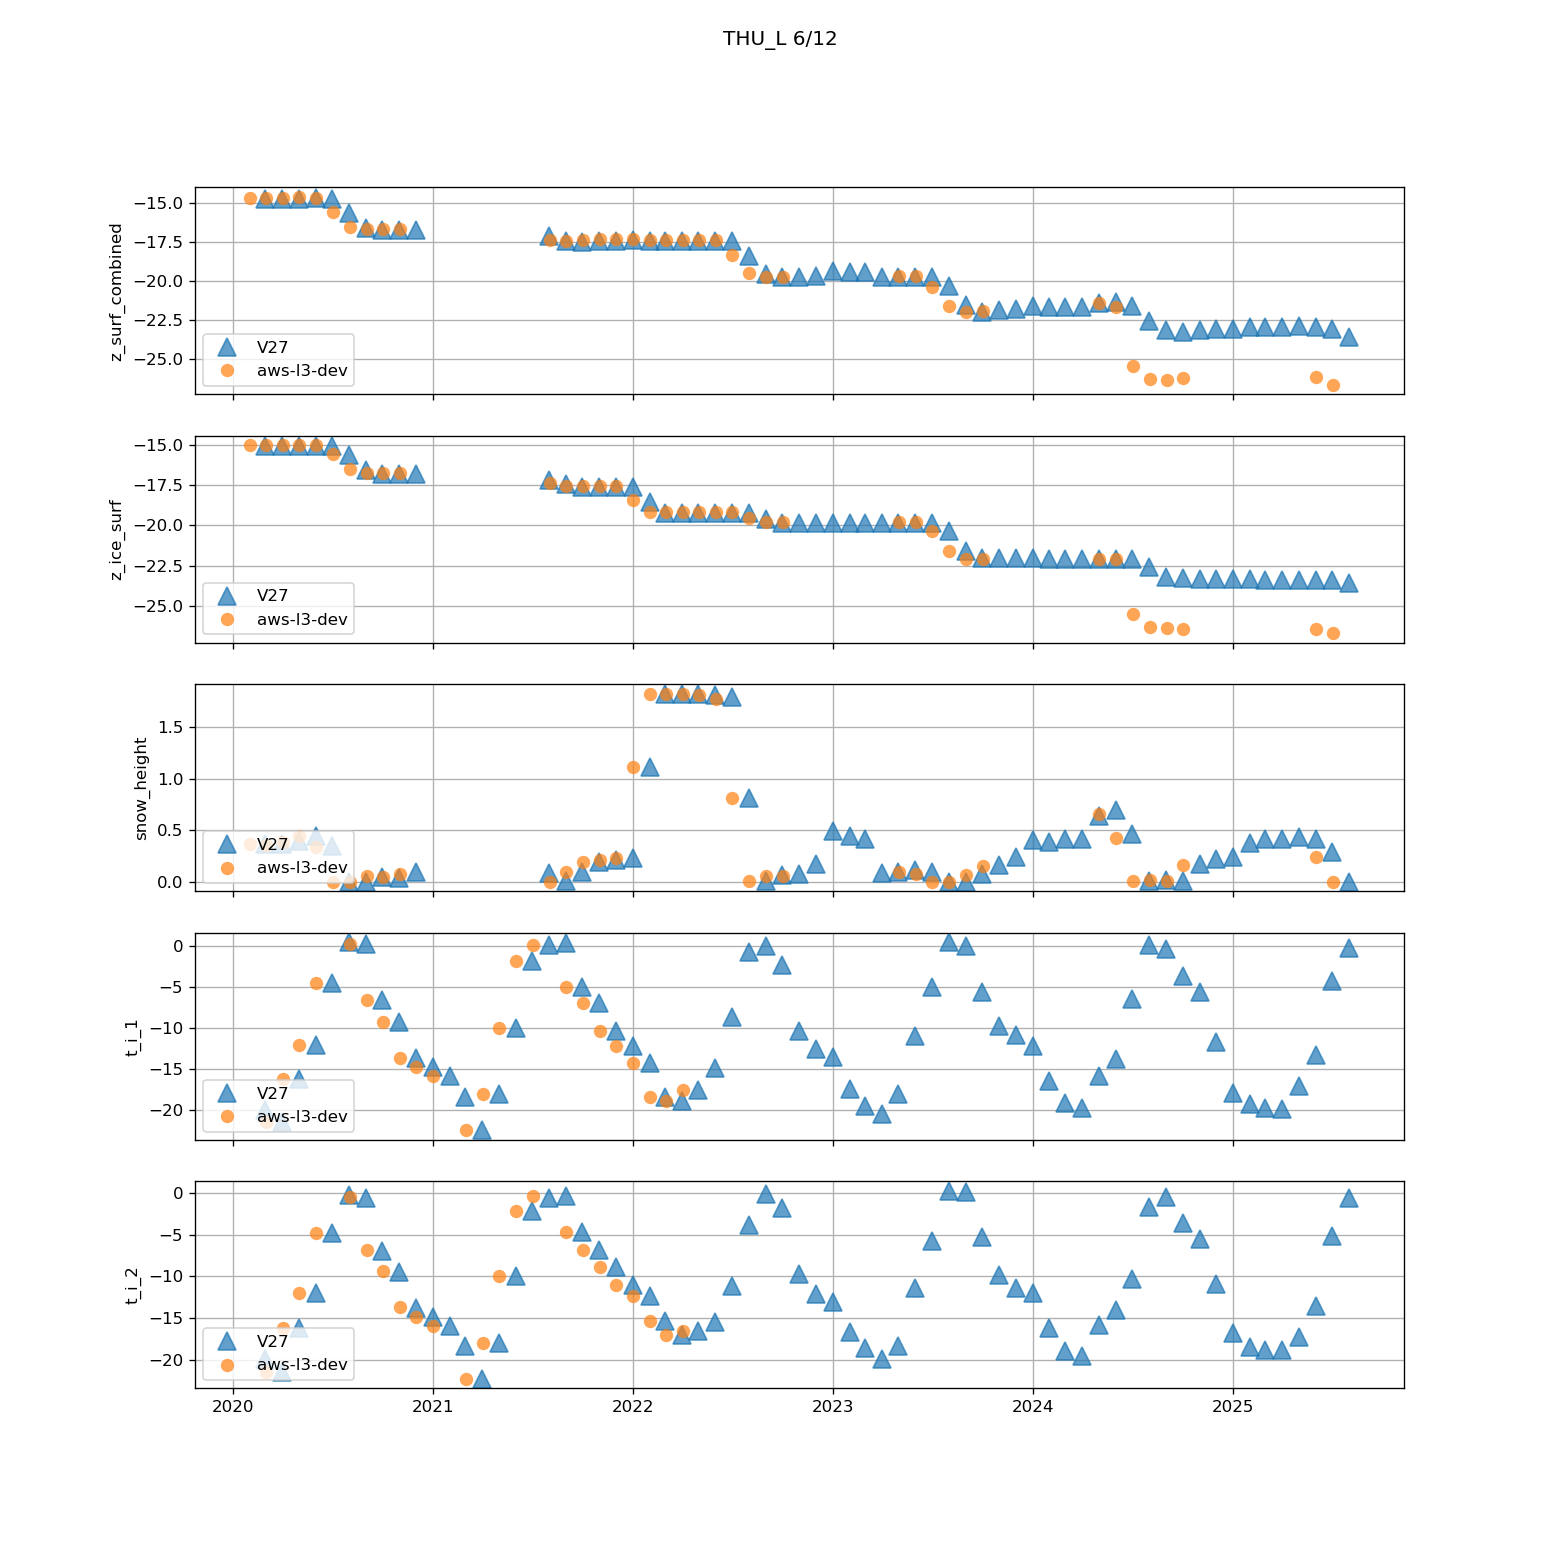 THU_L 6/12
z_surf_combined
−15.0
−17.5
−20.0
−22.5
−25.0
V27
aws-l3-dev
z_ice_surf
−15.0
−17.5
−20.0
−22.5
−25.0
V27
aws-l3-dev
snow_height
1.5
1.0
0.5
0.0
V27
aws-l3-dev
t_i_1
0
−5
−10
−15
−20
V27
aws-l3-dev
t_i_2
0
−5
−10
−15
−20
V27
aws-l3-dev
2020 2021 2022 2023 2024 2025